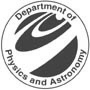 Department of
Physics and Astronomy